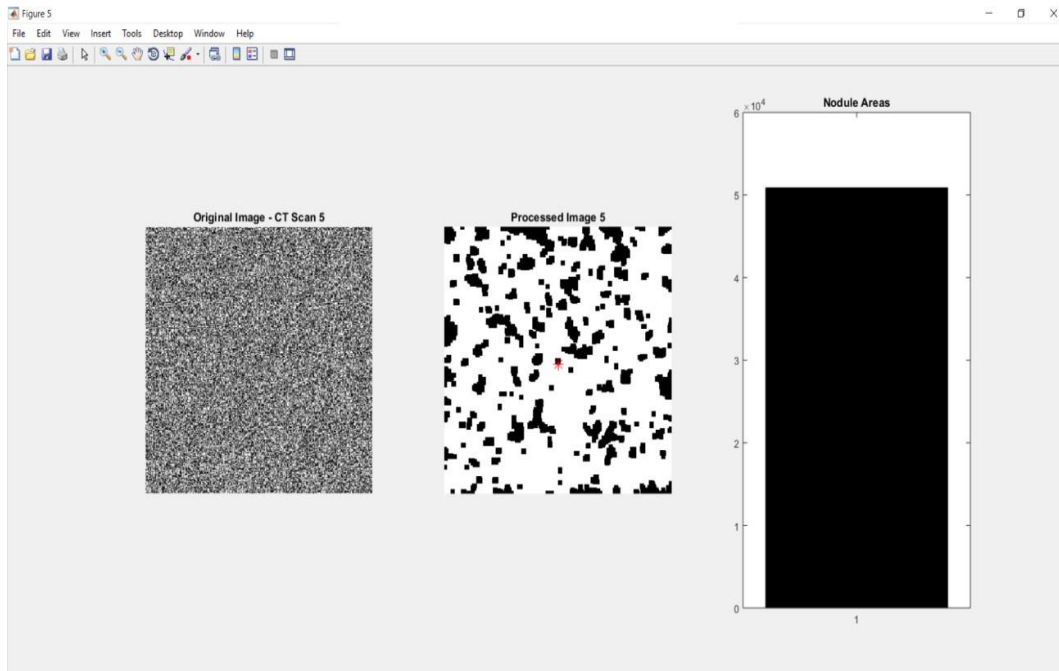 Figure 5
File Edit View Insert Tools Desktop Window Help
Original Image - CT Scan 5
Processed Image 5
Nodule Areas
×10⁴
6
5
4
3
2
1
0
1